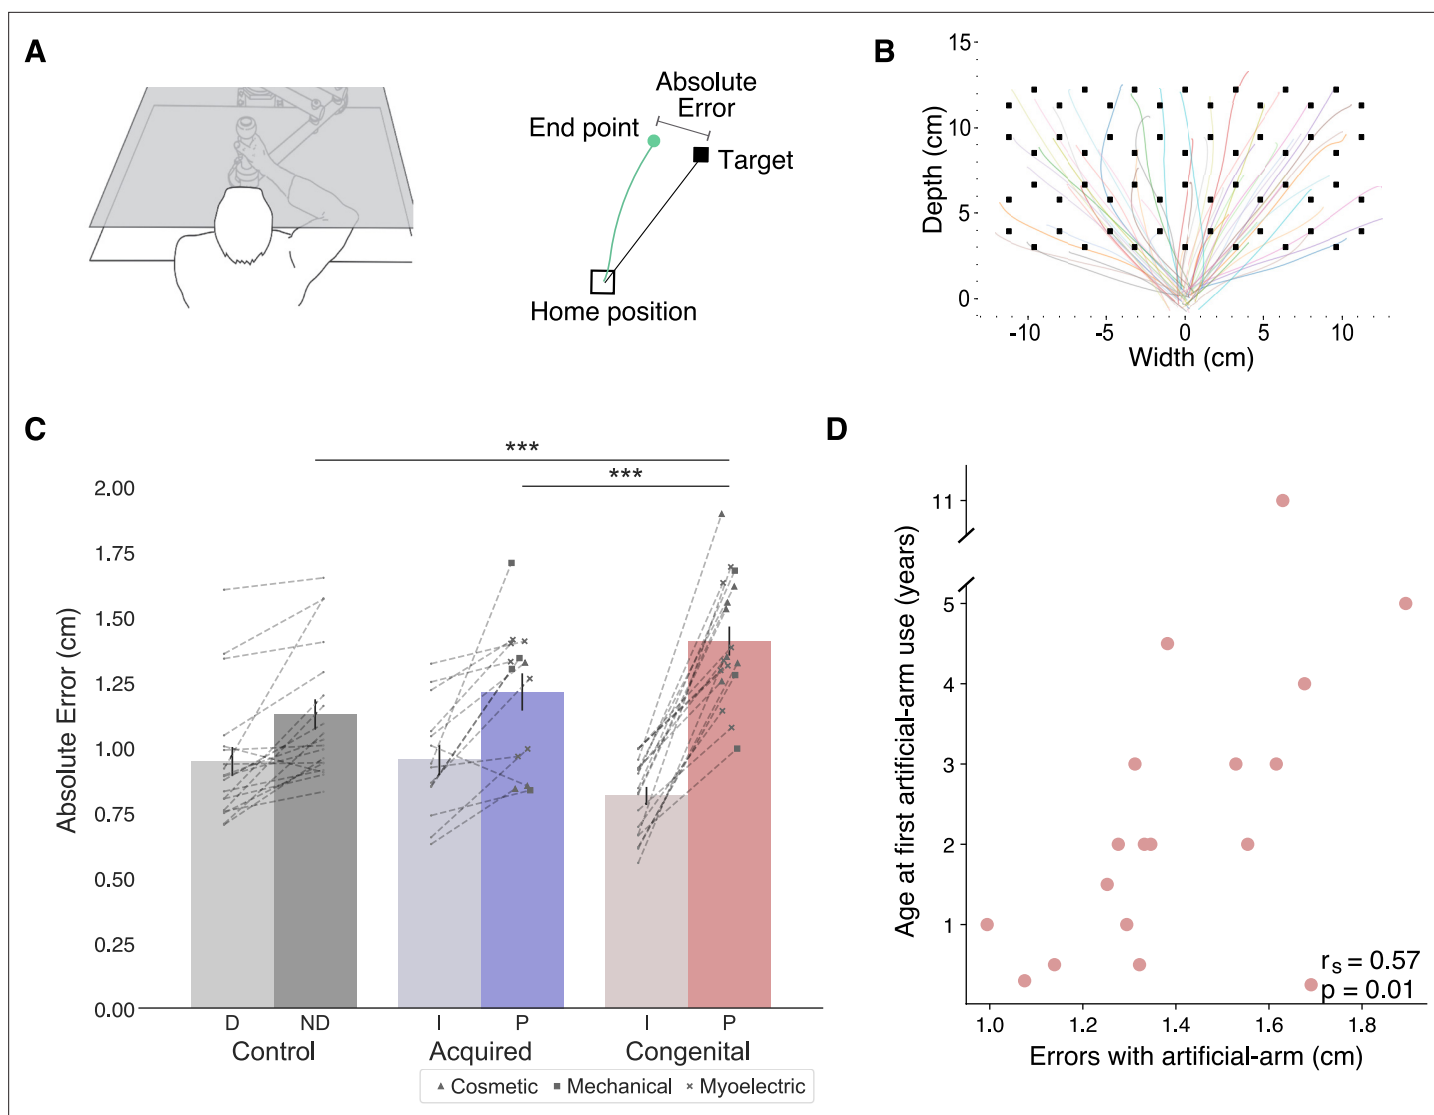 A
Absolute
Error
End point
Target
Home position
B
15
10
5
0
Depth (cm)
-10 -5 0 5 10
Width (cm)
C
***
***
2.00
1.75
1.50
1.25
1.00
0.75
0.50
0.25
0.00
Absolute Error (cm)
D ND I P I P
Control Acquired Congenital
Cosmetic Mechanical Myoelectric
D
11
5
4
3
2
1
Age at first artificial-arm use (years)
rs = 0.57
p = 0.01
1.0 1.2 1.4 1.6 1.8
Errors with artificial-arm (cm)